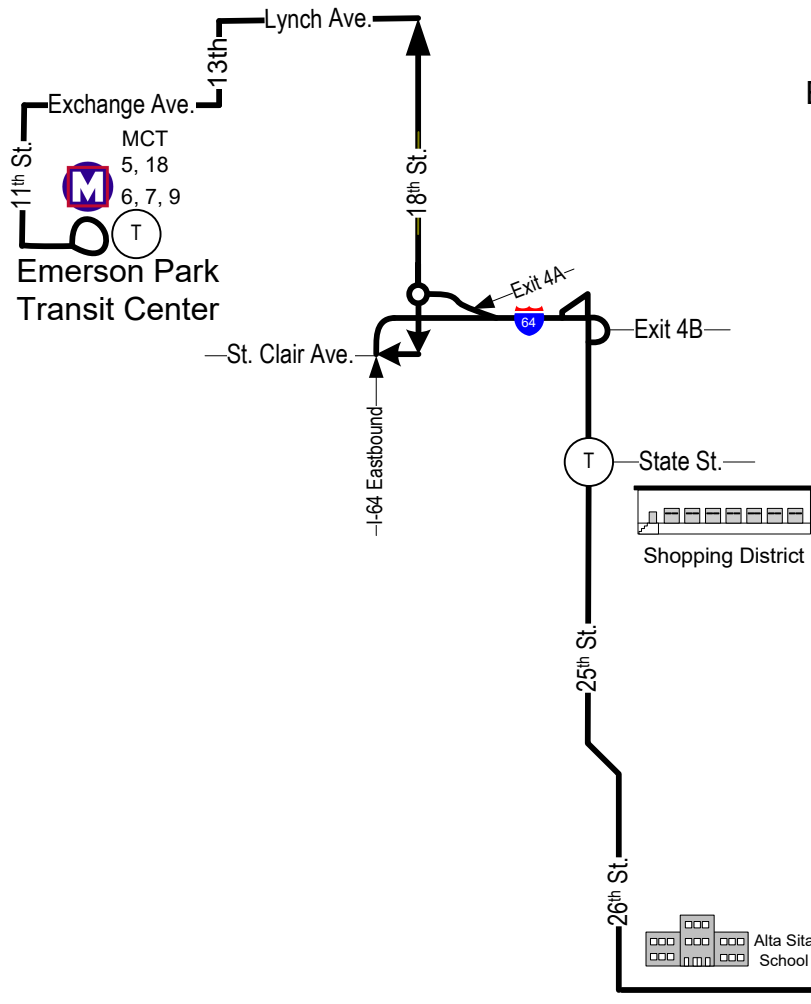 Lynch Ave.
13th
E
Exchange Ave.
11th St.
MCT
5, 18
6, 7, 9
M
T
Emerson Park
Transit Center
18th St.
Exit 4A
64
Exit 4B
St. Clair Ave.
I-64 Eastbound
T
State St.
Shopping District
25th St.
26th St.
Alta Sita
School